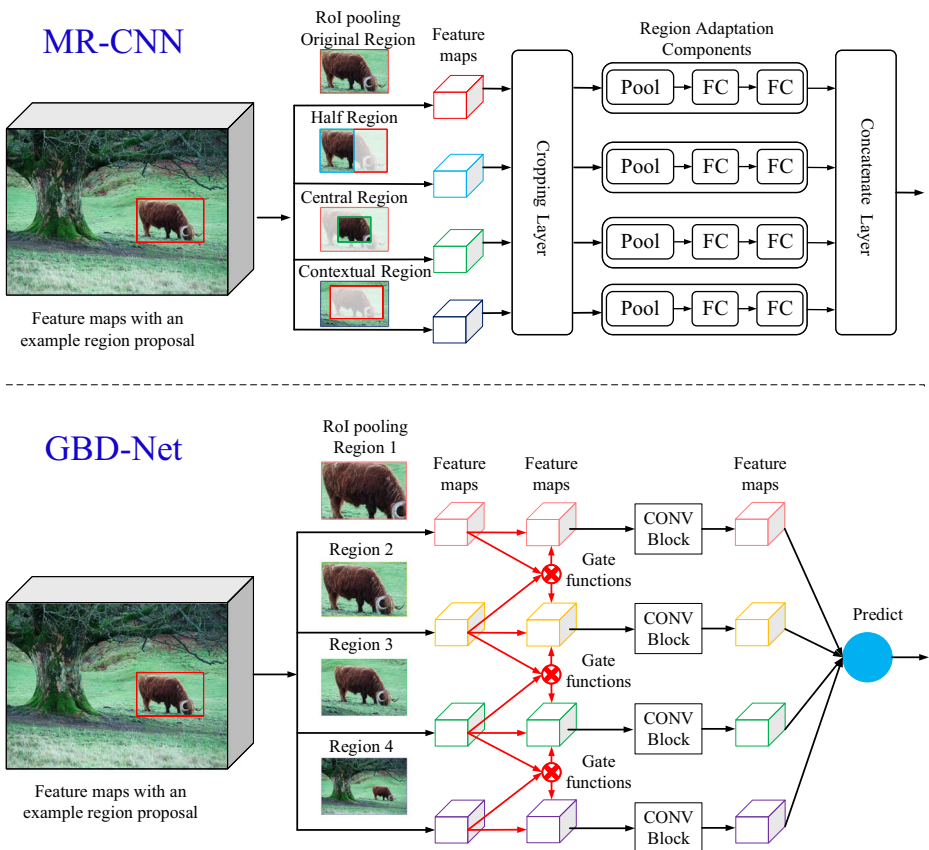 MR-CNN
RoI pooling
Original Region
Feature
maps
Region Adaptation
Components
Half Region
Central Region
Contextual Region
Cropping Layer
Pool
FC
FC
Pool
FC
FC
Pool
FC
FC
Pool
FC
FC
Concatenate Layer
Feature maps with an
example region proposal
GBD-Net
RoI pooling
Region 1
Feature
maps
Feature
maps
Feature
maps
CONV
Block
Region 2
Gate
functions
CONV
Block
Predict
Region 3
Gate
functions
CONV
Block
Region 4
Gate
functions
CONV
Block
Feature maps with an
example region proposal